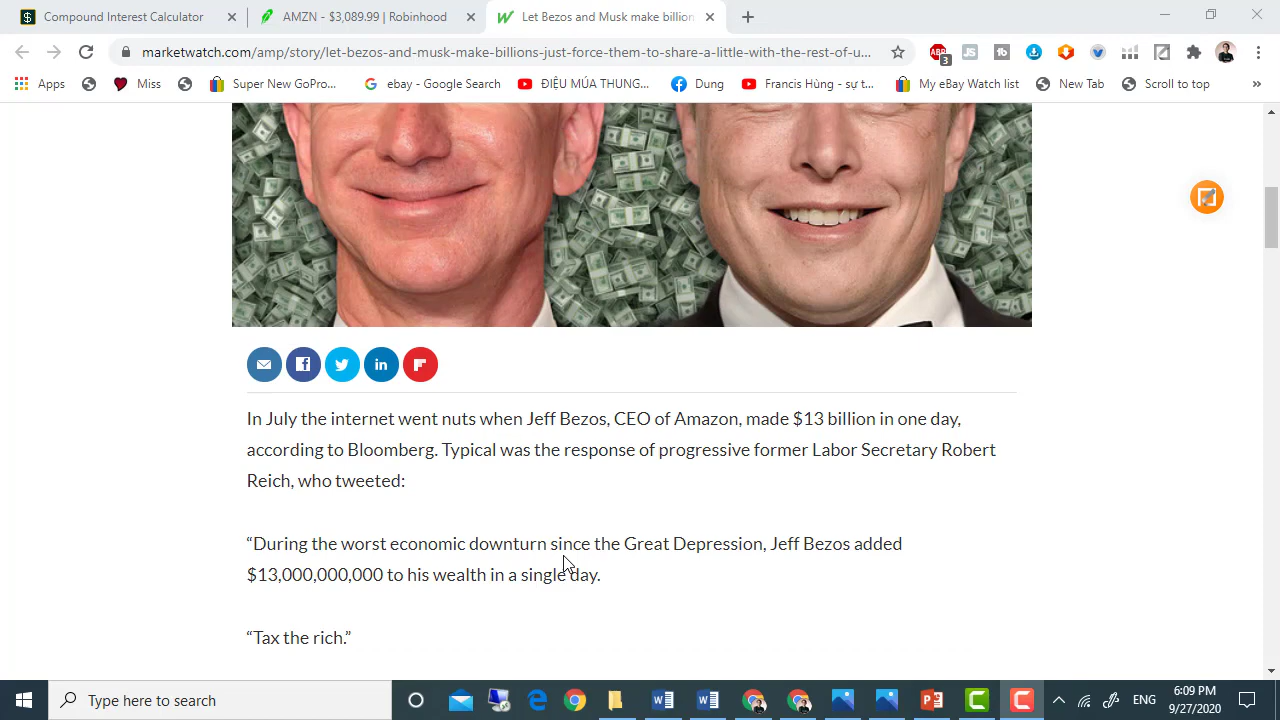 Compound Interest Calculator
AMZN - $3,089.99 | Robinhood
Let Bezos and Musk make billion
marketwatch.com/amp/story/let-bezos-and-musk-make-billions-just-force-them-to-share-a-little-with-the-rest-of-u...
ABP
3
JS
tb
Apps
Miss
Super New GoPro...
ebay - Google Search
ĐIỆU MÚA THUNG...
Dung
Francis Hùng - sự t...
My eBay Watch list
New Tab
Scroll to top
»
In July the internet went nuts when Jeff Bezos, CEO of Amazon, made $13 billion in one day,
according to Bloomberg. Typical was the response of progressive former Labor Secretary Robert
Reich, who tweeted:
“During the worst economic downturn since the Great Depression, Jeff Bezos added
$13,000,000,000 to his wealth in a single day.
“Tax the rich.”
Type here to search
ENG
6:09 PM
9/27/2020